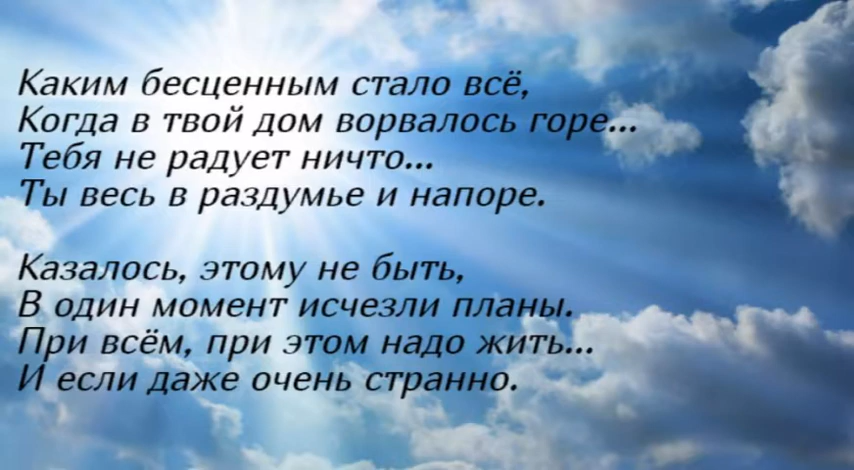 Каким бесценным стало всё,
Когда в твой дом ворвалось горе...
Тебя не радует ничто...
Ты весь в раздумье и напоре.
Казалось, этому не быть,
В один момент исчезли планы.
При всём, при этом надо жить...
И если даже очень странно.